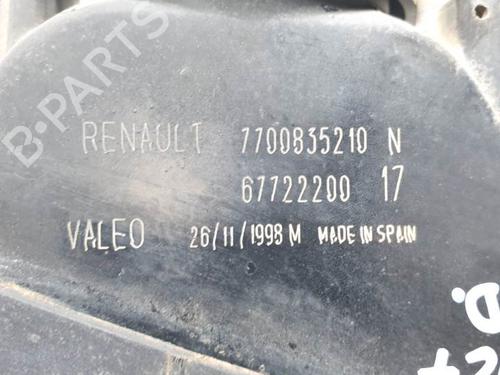 B-PARTS
RENAULT 7700835210 N
67722200 17
VALEO 26/11/1998 M MADE IN SPAIN
D.